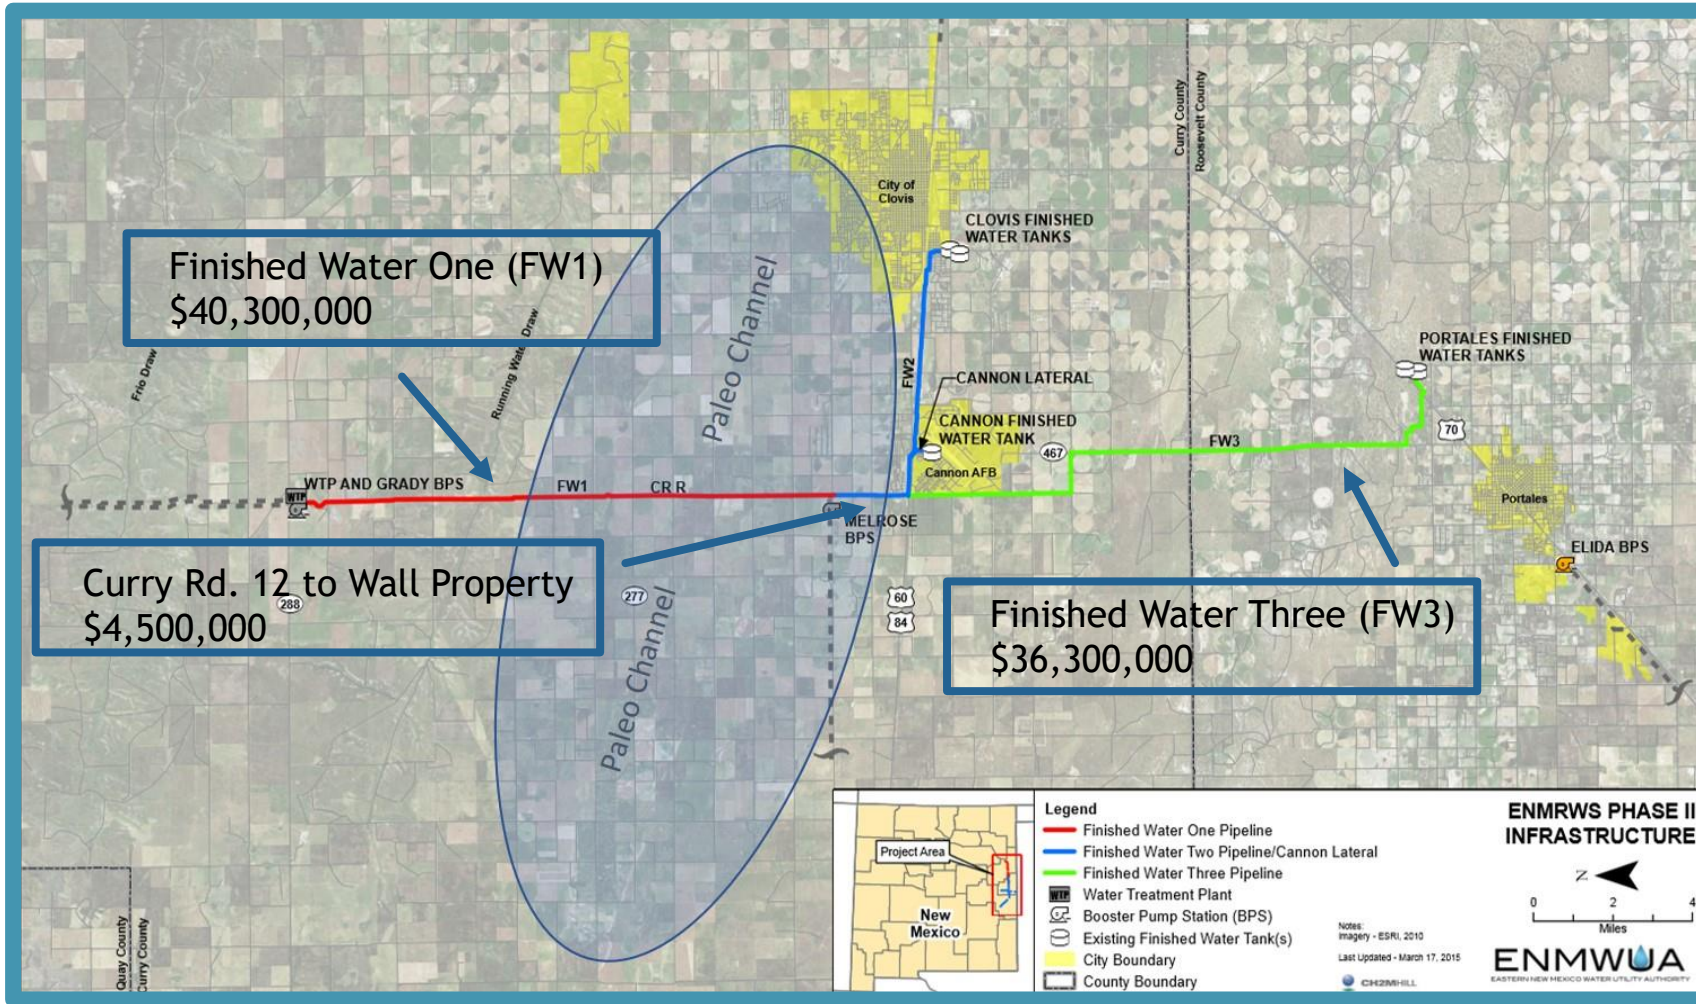 City of
Clovis
Curry County
Roosevelt County
CLOVIS FINISHED
WATER TANKS
Finished Water One (FW1)
$40,300,000
Paleo Channel
Frio Draw
Running Water Draw
FW2
CANNON LATERAL
PORTALES FINISHED
WATER TANKS
CANNON FINISHED
WATER TANK
Cannon AFB
467
FW3
70
WTP AND GRADY BPS
WTP
FW1
CR R
Portales
MELROSE
BPS
ELIDA BPS
Curry Rd. 12 to Wall Property
$4,500,000
288
277
60
84
Paleo Channel
Finished Water Three (FW3)
$36,300,000
Quay County
Curry County
Project Area
New
Mexico
Legend
Finished Water One Pipeline
Finished Water Two Pipeline/Cannon Lateral
Finished Water Three Pipeline
WTP
Water Treatment Plant
Booster Pump Station (BPS)
Existing Finished Water Tank(s)
City Boundary
County Boundary
Notes:
Imagery - ESRI, 2010
Last Updated - March 17, 2015
CH2MHILL
ENMRWS PHASE II
INFRASTRUCTURE
N
0 2 4
Miles
ENMWUA
EASTERN NEW MEXICO WATER UTILITY AUTHORITY